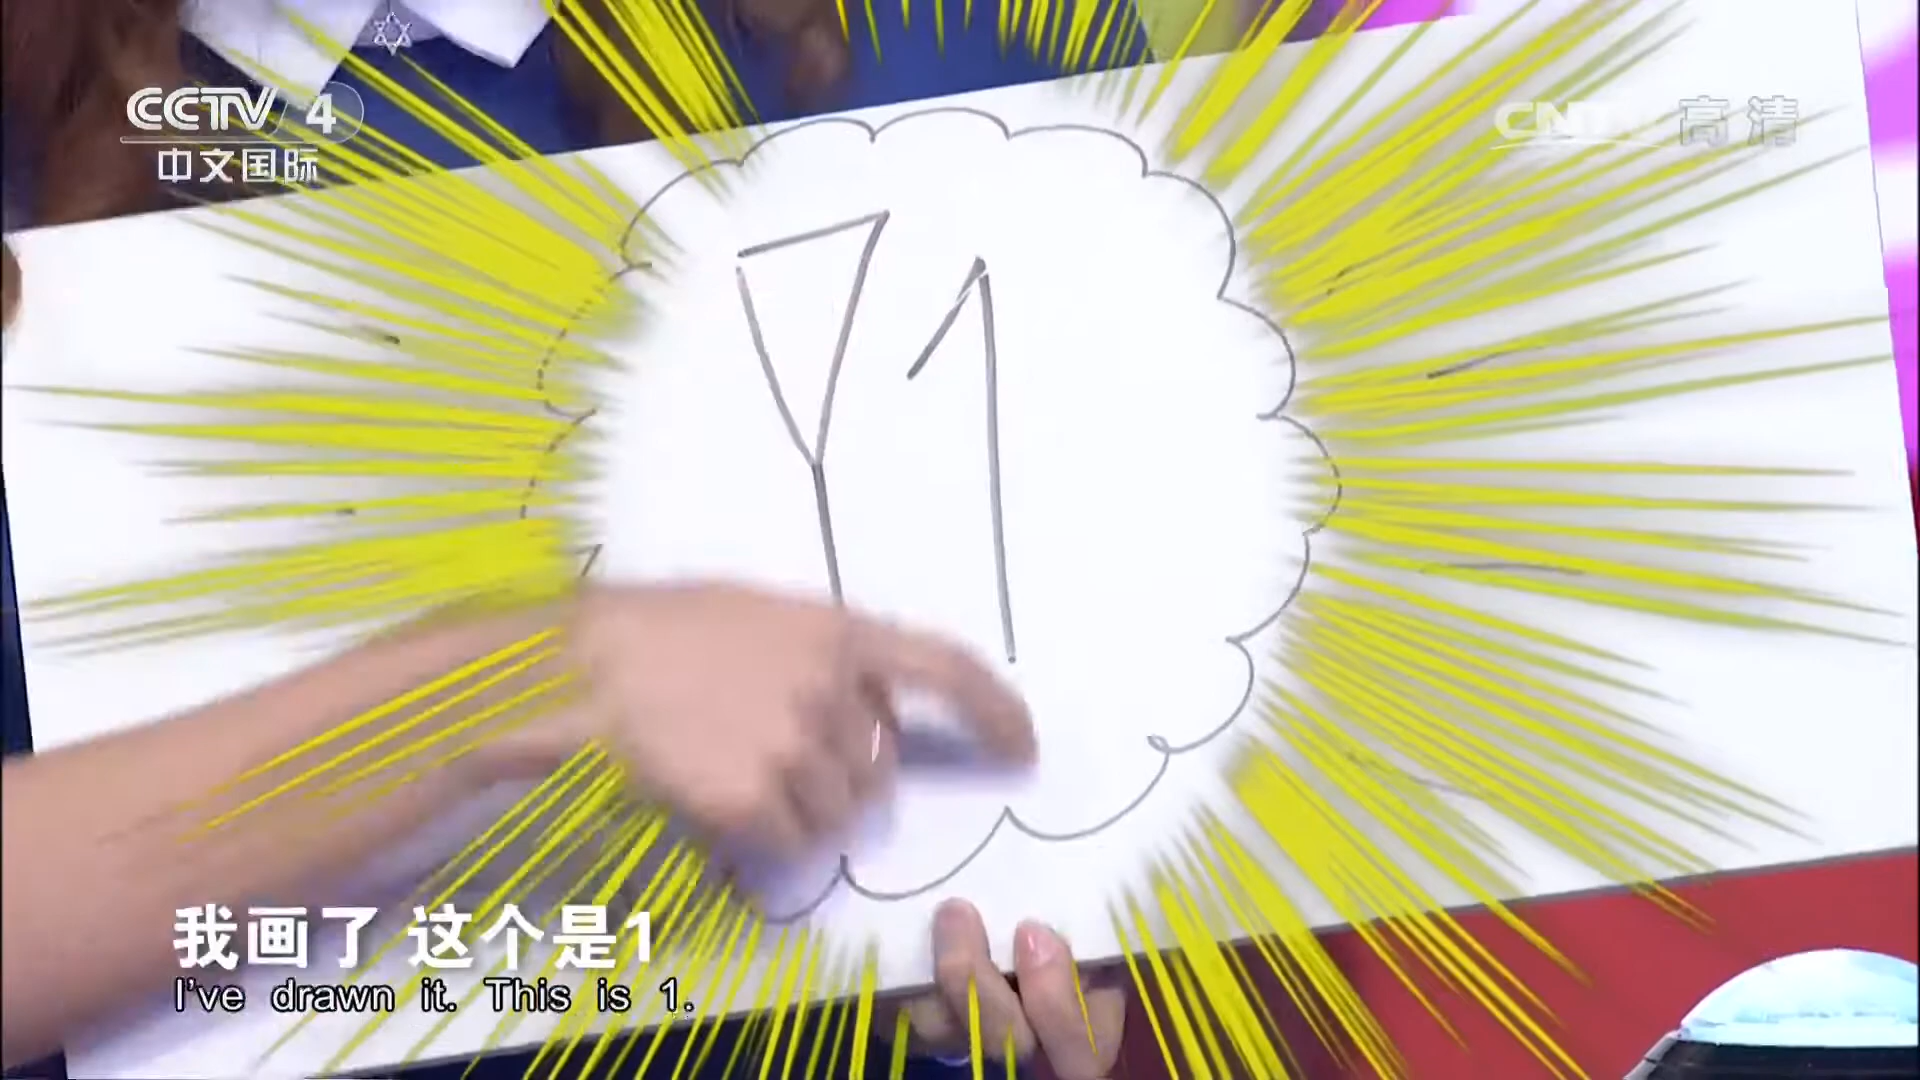 CCTV 4
中文国际
CNTV 高清
91
我画了 这个是1
I've drawn it. This is 1.